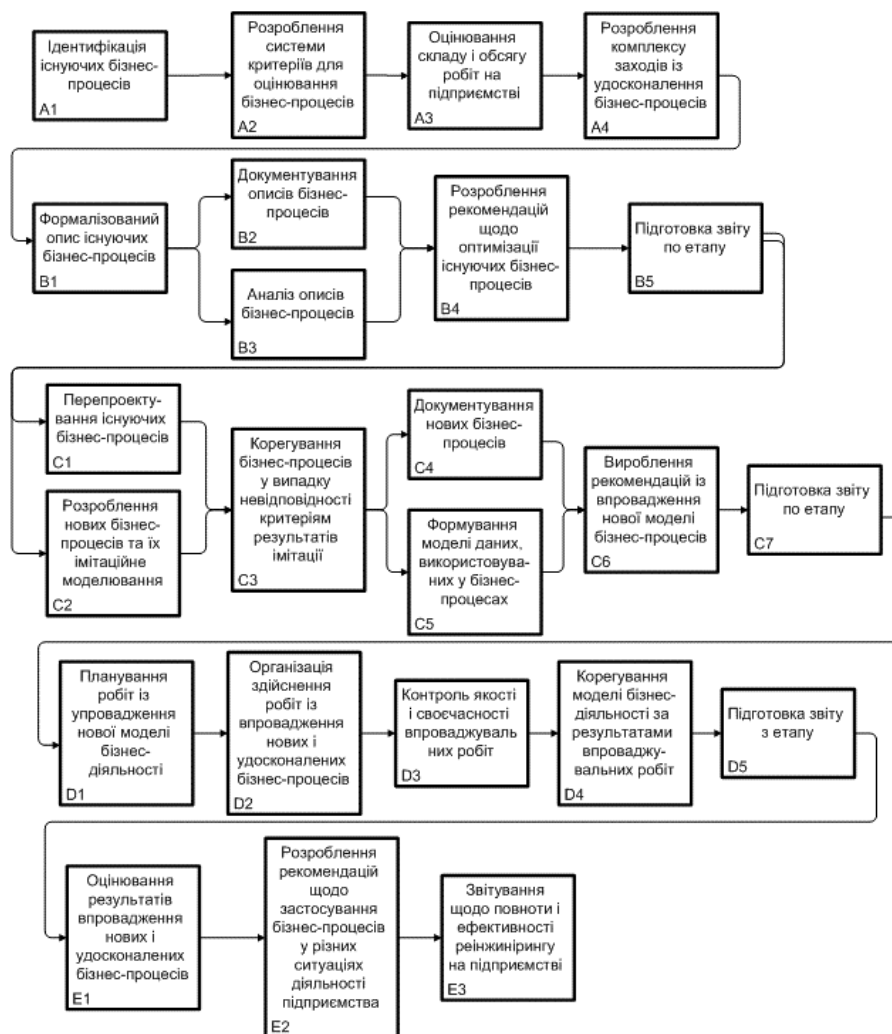 Ідентифікація
існуючих бізнес-
процесів
A1
Розроблення
системи
критеріїв для
оцінювання
бізнес-процесів
A2
Оцінювання
складу і обсягу
робіт на
підприємстві
A3
Розроблення
комплексу
заходів із
удосконалення
бізнес-процесів
A4
Формалізований
опис існуючих
бізнес-процесів
B1
Документування
описів бізнес-
процесів
B2
Аналіз описів
бізнес-процесів
B3
Розроблення
рекомендацій
щодо
оптимізації
існуючих бізнес-
процесів
B4
Підготовка звіту
по етапу
B5
Перепроекту-
вання існуючих
бізнес-процесів
C1
Розроблення
нових бізнес-
процесів та їх
імітаційне
моделювання
C2
Корегування
бізнес-процесів
у випадку
невідповідності
критеріям
результатів
імітації
C3
Документування
нових бізнес-
процесів
C4
Формування
моделі даних,
використовува-
них у бізнес-
процесах
C5
Вироблення
рекомендацій із
впровадження
нової моделі
бізнес-процесів
C6
Підготовка звіту
по етапу
C7
Планування
робіт із
упровадження
нової моделі
бізнес-
діяльності
D1
Організація
здійснення
робіт із
впровадження
нових і
удосконалених
бізнес-процесів
D2
Контроль якості
і своєчасності
впроваджуваль
них робіт
D3
Корегування
моделі бізнес-
діяльності за
результатами
впроваджу-
вальних робіт
D4
Підготовка звіту
з етапу
D5
Оцінювання
результатів
впровадження
нових і
удосконалених
бізнес-процесів
E1
Розроблення
рекомендацій
щодо
застосування
бізнес-процесів
у різних
ситуаціях
діяльності
підприємства
E2
Звітування
щодо повноти і
ефективності
реінжинірингу
на підприємстві
E3